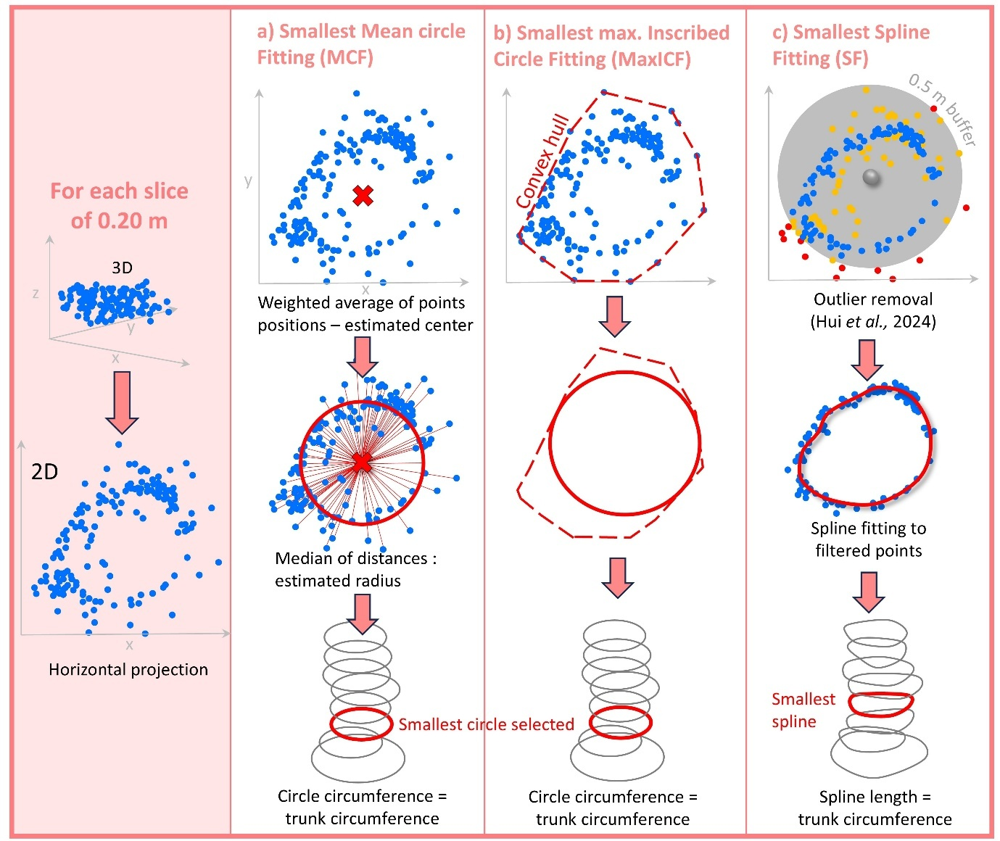 For each slice
of 0.20 m
3D
z
y
x
2D
x
Horizontal projection
a) Smallest Mean circle
Fitting (MCF)
y
x
Weighted average of points
positions – estimated center
Median of distances :
estimated radius
Smallest circle selected
Circle circumference =
trunk circumference
b) Smallest max. Inscribed
Circle Fitting (MaxICF)
Convex hull
Circle circumference =
trunk circumference
c) Smallest Spline
Fitting (SF)
0.5 m buffer
Outlier removal
(Hui et al., 2024)
Spline fitting to
filtered points
Smallest
spline
Spline length =
trunk circumference